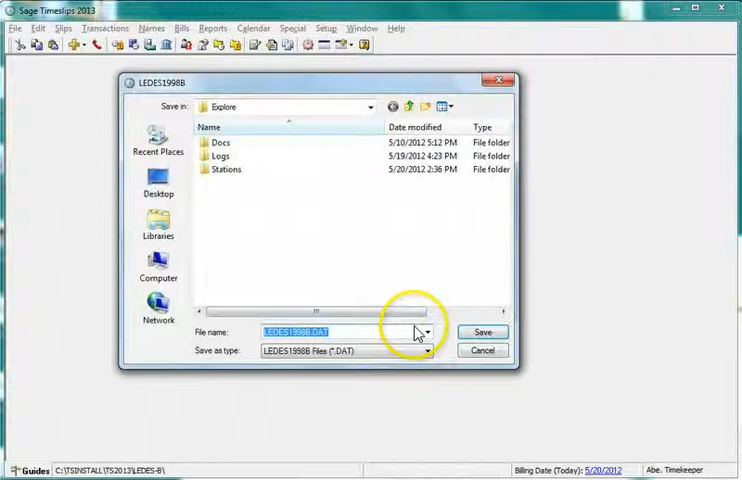 Sage Timeslips 2013
File Edit Slips Transactions Names Bills Reports Calendar Special Setup Window Help
LEDES1998B
Save in: Explore
Name Date modified Type
Docs 5/10/2012 5:12 PM File folder
Logs 5/19/2012 4:23 PM File folder
Stations 5/20/2012 2:36 PM File folder
Recent Places
Desktop
Libraries
Computer
Network
File name: LEDES1998B.DAT Save
Save as type: LEDES1998B Files (*.DAT) Cancel
Guides C:\TSINSTALL\TS2013\LEDES-B\ Billing Date (Today): 5/20/2012 Abe. Timekeeper